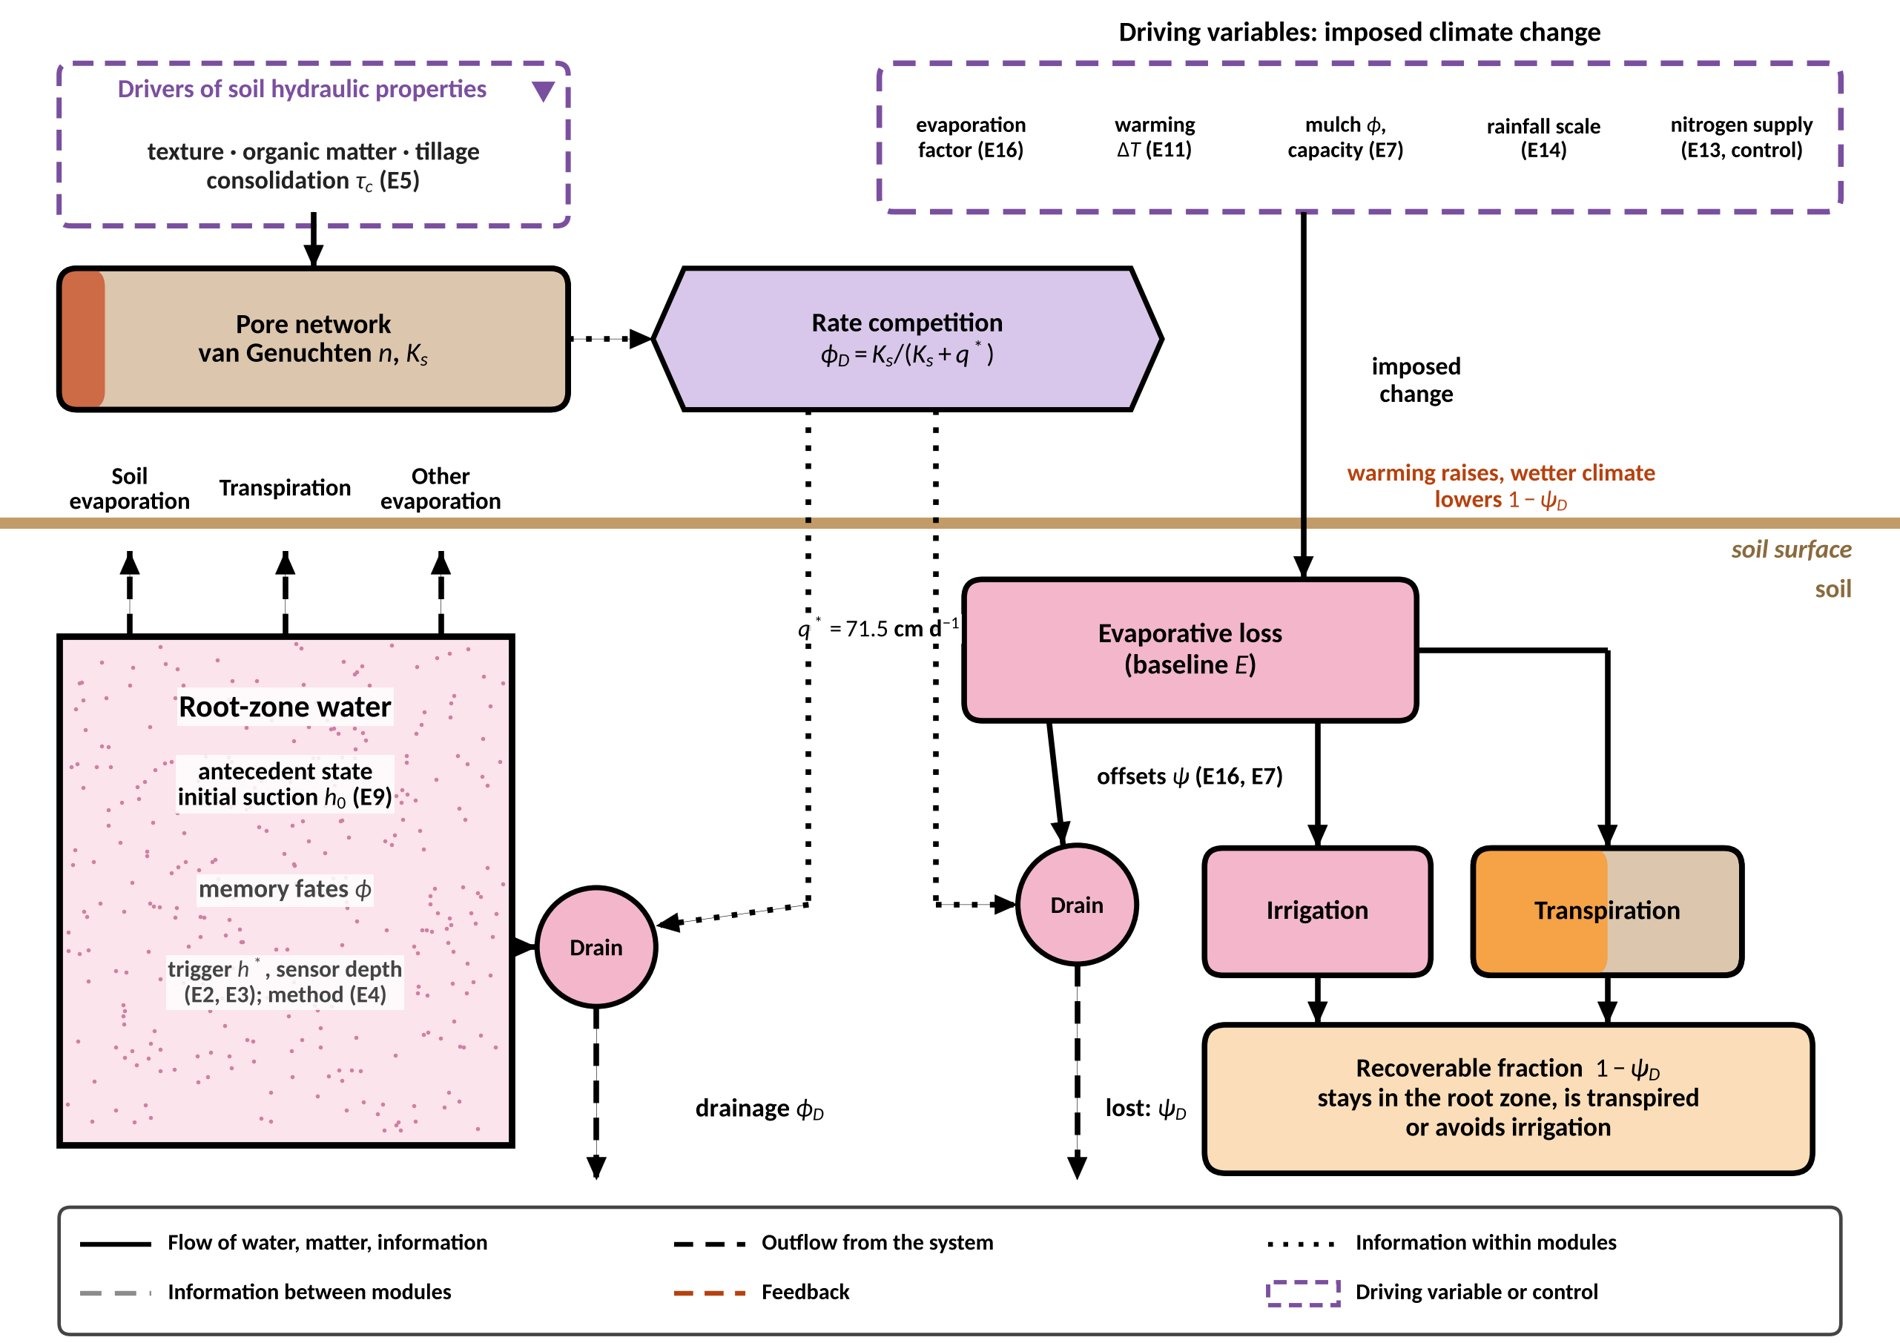 Driving variables: imposed climate change
Drivers of soil hydraulic properties
texture · organic matter · tillage
consolidation τc (E5)
evaporation
factor (E16)
warming
ΔT (E11)
mulch ϕ,
capacity (E7)
rainfall scale
(E14)
nitrogen supply
(E13, control)
Pore network
van Genuchten n, Ks
Rate competition
ϕD = Ks/(Ks + q*)
imposed
change
Soil
evaporation
Transpiration
Other
evaporation
warming raises, wetter climate
lowers 1 − ψD
soil surface
soil
q* = 71.5 cm d−1
Evaporative loss
(baseline E)
Root-zone water
antecedent state
initial suction h0 (E9)
memory fates ϕ
trigger h*, sensor depth
(E2, E3); method (E4)
offsets ψ (E16, E7)
Drain
Drain
Irrigation
Transpiration
drainage ϕD
lost: ψD
Recoverable fraction 1 − ψD
stays in the root zone, is transpired
or avoids irrigation
Flow of water, matter, information
Outflow from the system
Information within modules
Information between modules
Feedback
Driving variable or control